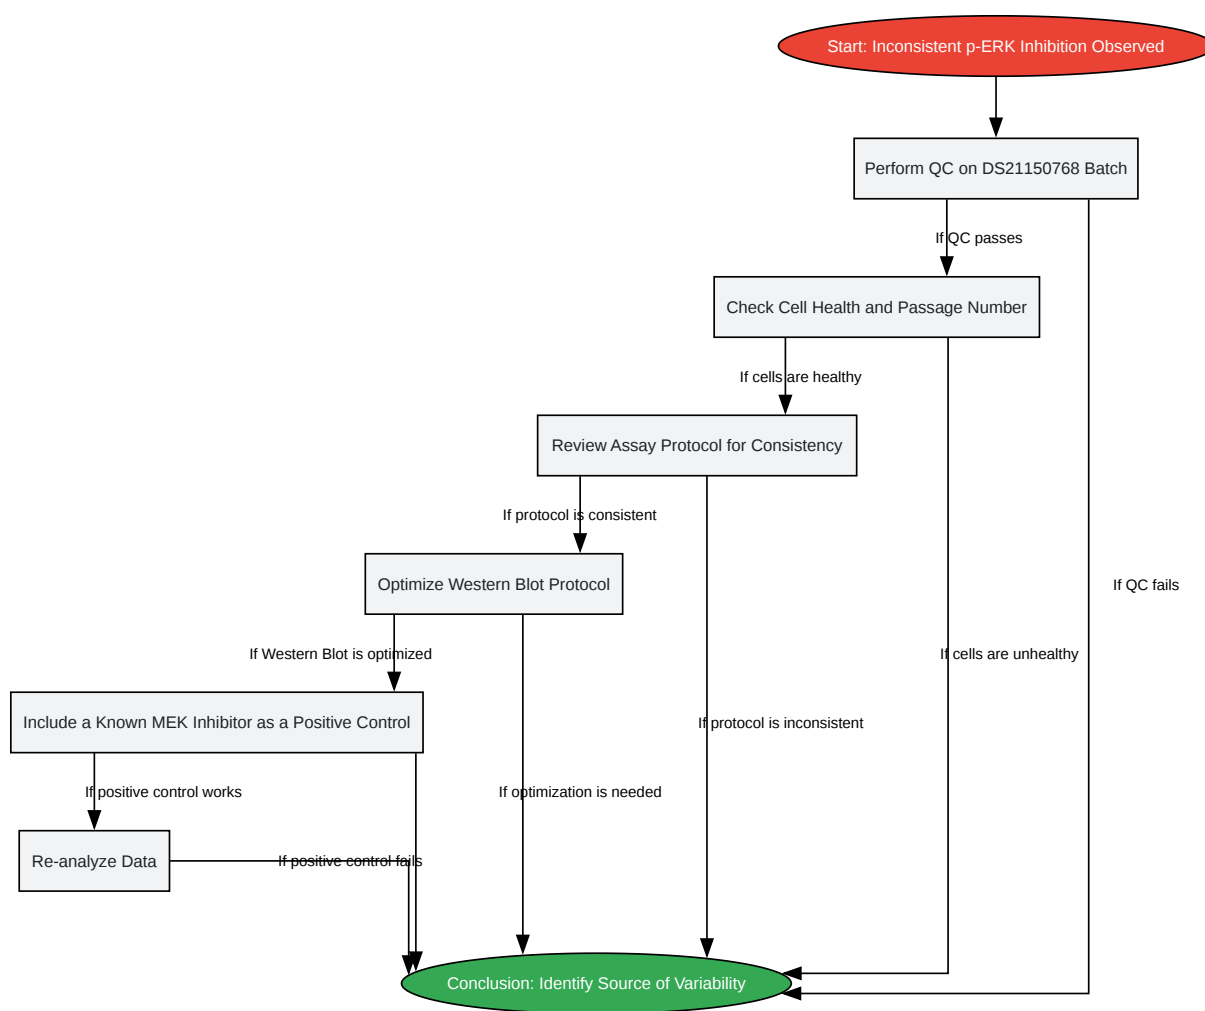 Start: Inconsistent p-ERK Inhibition Observed
Perform QC on DS21150768 Batch
If QC passes
Check Cell Health and Passage Number
If cells are healthy
Review Assay Protocol for Consistency
If protocol is consistent
Optimize Western Blot Protocol
If QC fails
If Western Blot is optimized
If cells are unhealthy
Include a Known MEK Inhibitor as a Positive Control
If protocol is inconsistent
If positive control works
If optimization is needed
Re-analyze Data
If positive control fails
Conclusion: Identify Source of Variability